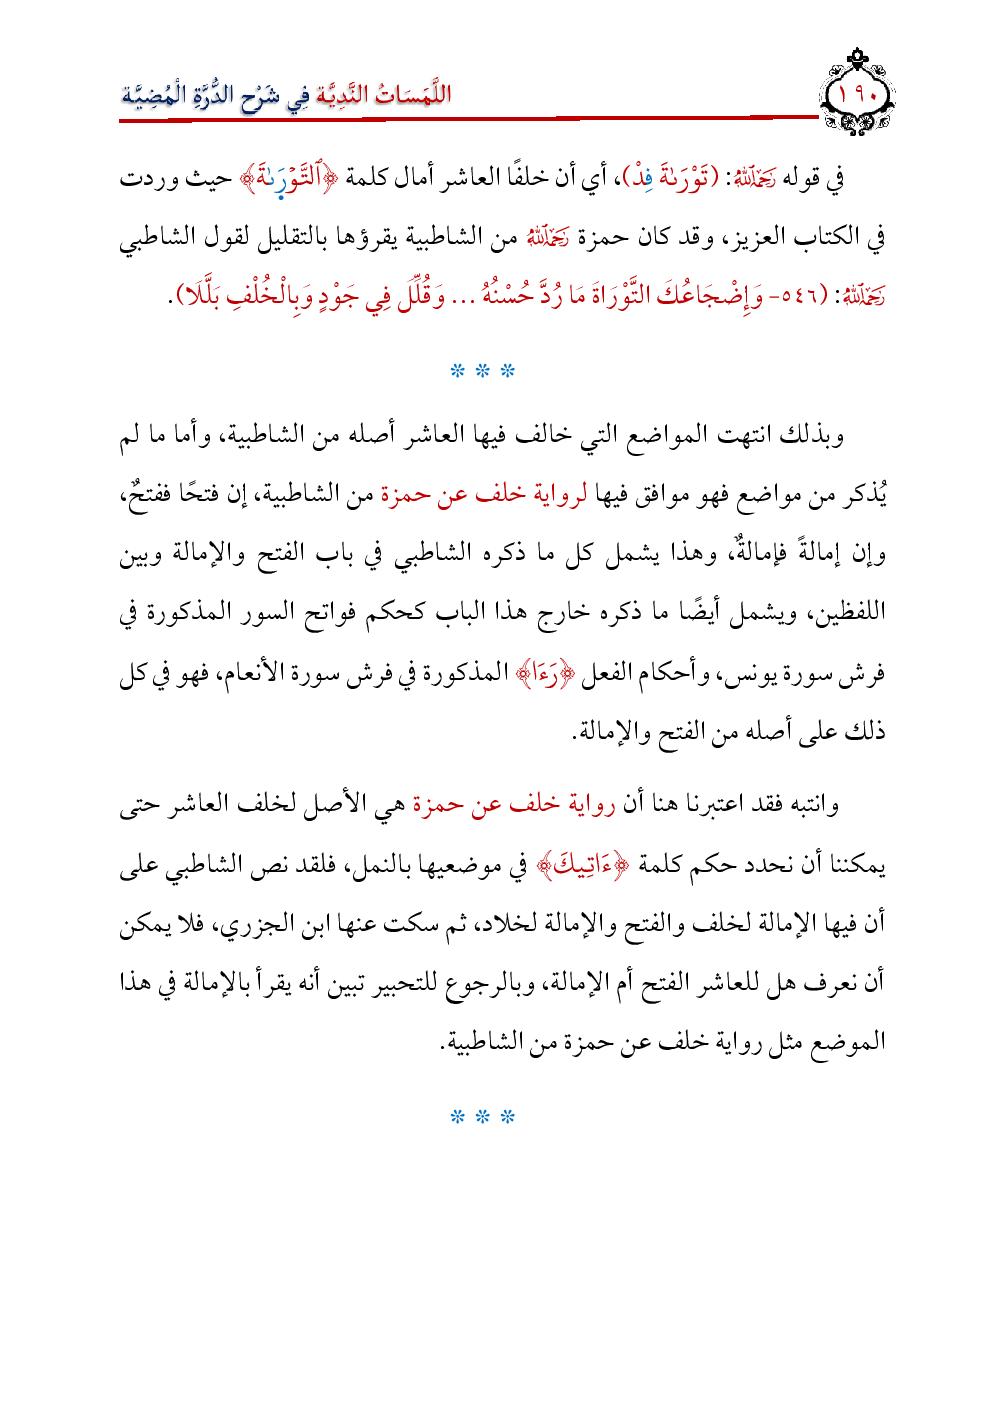 اللَّمَسَاتُ النَّدِيَّة فِي شَرْح الدُّرَّةِ الْمُضِيَّة
١٩٠
في قوله رَحِمَهُ ٱللَّهُ: (تَوْرَىٰةَ فِدْ)، أي أن خلفًا العاشر أمال كلمة ﴿ٱلتَّوۡرَىٰةَ﴾ حيث وردت
في الكتاب العزيز، وقد كان حمزة رَحِمَهُ ٱللَّهُ من الشاطبية يقرؤها بالتقليل لقول الشاطبي
رَحِمَهُ ٱللَّهُ: (٥٤٦- وَإِضْجَاعُكَ التَّوْرَاةَ مَا رُدَّ حُسْنُهُ ... وَقُلِّلَ فِي جَوْدٍ وَبِالْخُلْفِ بَلَّلَا).
* * *
وبذلك انتهت المواضع التي خالف فيها العاشر أصله من الشاطبية، وأما ما لم
يُذكر من مواضع فهو موافق فيها لرواية خلف عن حمزة من الشاطبية، إن فتحًا ففتحٌ،
وإن إمالةً فإمالةٌ، وهذا يشمل كل ما ذكره الشاطبي في باب الفتح والإمالة وبين
اللفظين، ويشمل أيضًا ما ذكره خارج هذا الباب كحكم فواتح السور المذكورة في
فرش سورة يونس، وأحكام الفعل ﴿رَءَا﴾ المذكورة في فرش سورة الأنعام، فهو في كل
ذلك على أصله من الفتح والإمالة.
وانتبه فقد اعتبرنا هنا أن رواية خلف عن حمزة هي الأصل لخلف العاشر حتى
يمكننا أن نحدد حكم كلمة ﴿ءَاتِيكَ﴾ في موضعيها بالنمل، فلقد نص الشاطبي على
أن فيها الإمالة لخلف والفتح والإمالة لخلاد، ثم سكت عنها ابن الجزري، فلا يمكن
أن نعرف هل للعاشر الفتح أم الإمالة، وبالرجوع للتحبير تبين أنه يقرأ بالإمالة في هذا
الموضع مثل رواية خلف عن حمزة من الشاطبية.
* * *